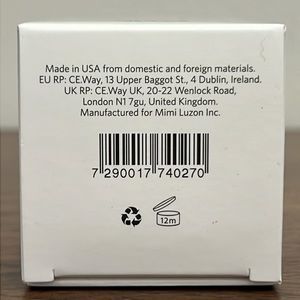 Made in USA from domestic and foreign materials.
EU RP: CE.Way, 13 Upper Baggot St., 4 Dublin, Ireland.
UK RP: CE.Way UK, 20-22 Wenlock Road,
London N1 7gu, United Kingdom.
Manufactured for Mimi Luzon Inc.
7 290017 740270
12m